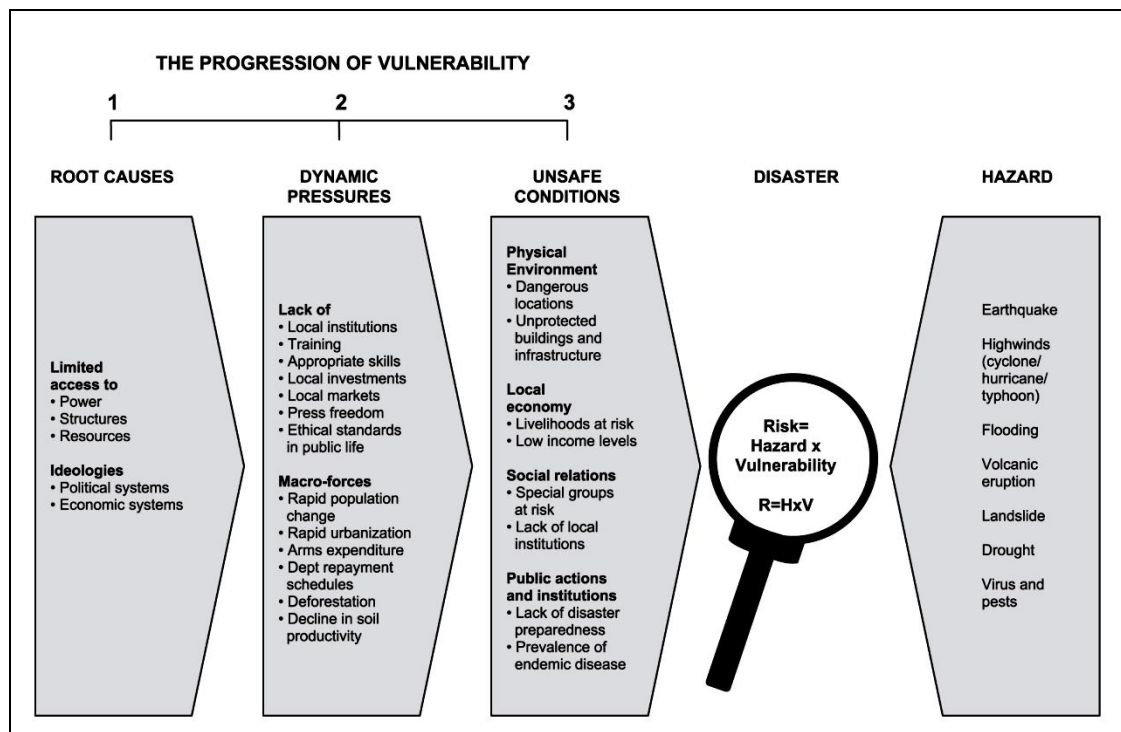 THE PROGRESSION OF VULNERABILITY
1
2
3
ROOT CAUSES
DYNAMIC
PRESSURES
UNSAFE
CONDITIONS
DISASTER
HAZARD
Limited
access to
• Power
• Structures
• Resources
Ideologies
• Political systems
• Economic systems
Lack of
• Local institutions
• Training
• Appropriate skills
• Local investments
• Local markets
• Press freedom
• Ethical standards
in public life
Macro-forces
• Rapid population
change
• Rapid urbanization
• Arms expenditure
• Dept repayment
schedules
• Deforestation
• Decline in soil
productivity
Physical
Environment
• Dangerous
locations
• Unprotected
buildings and
infrastructure
Local
economy
• Livelihoods at risk
• Low income levels
Social relations
• Special groups
at risk
• Lack of local
institutions
Public actions
and institutions
• Lack of disaster
preparedness
• Prevalence of
endemic disease
Risk=
Hazard x
Vulnerability
R=HxV
Earthquake
Highwinds
(cyclone/
hurricane/
typhoon)
Flooding
Volcanic
eruption
Landslide
Drought
Virus and
pests